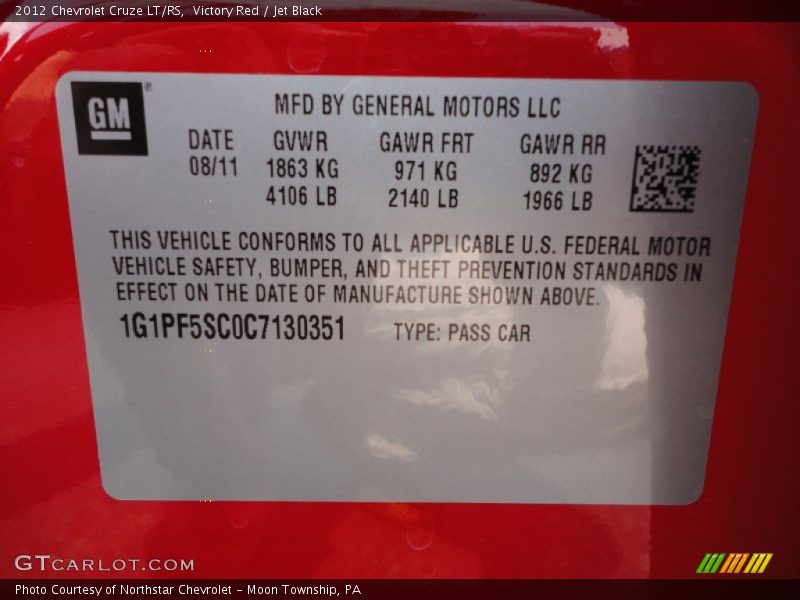 2012 Chevrolet Cruze LT/RS, Victory Red / Jet Black
GM ®
MFD BY GENERAL MOTORS LLC
DATE GVWR GAWR FRT GAWR RR
08/11 1863 KG 971 KG 892 KG
4106 LB 2140 LB 1966 LB
THIS VEHICLE CONFORMS TO ALL APPLICABLE U.S. FEDERAL MOTOR
VEHICLE SAFETY, BUMPER, AND THEFT PREVENTION STANDARDS IN
EFFECT ON THE DATE OF MANUFACTURE SHOWN ABOVE.
1G1PF5SC0C7130351 TYPE: PASS CAR
GTCARLOT.COM
Photo Courtesy of Northstar Chevrolet - Moon Township, PA